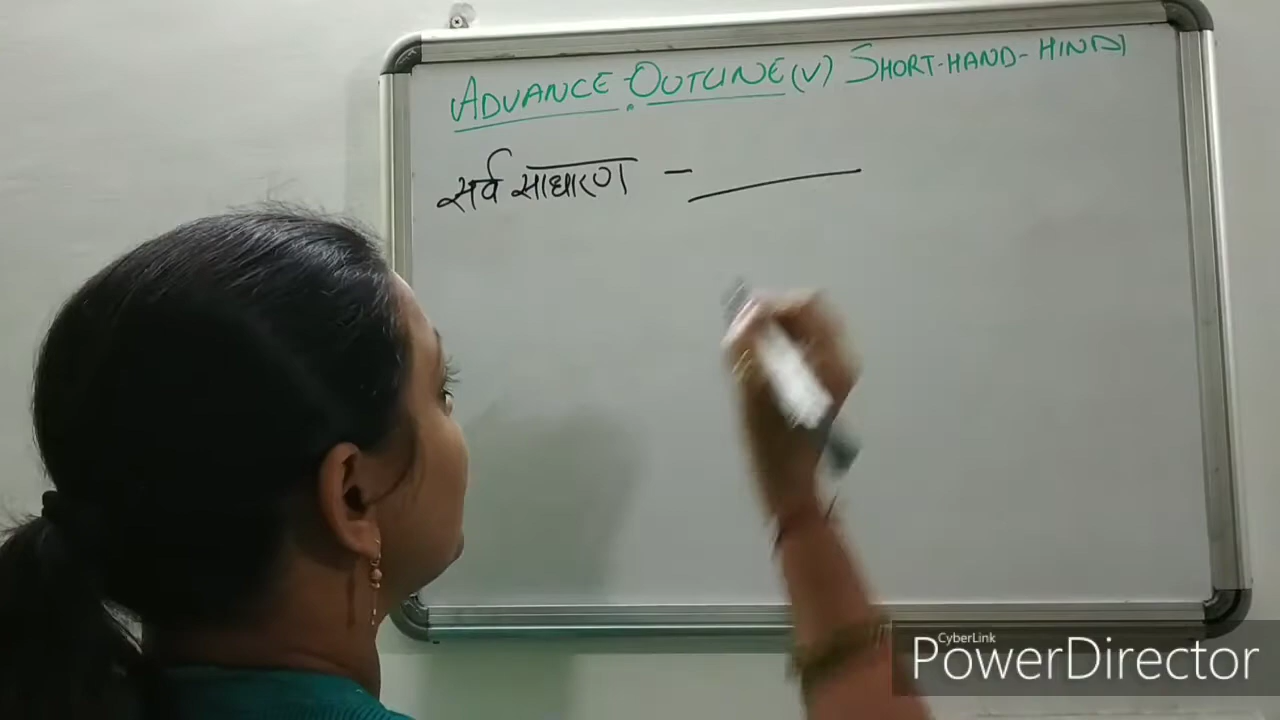 ADVANCE-OUTLINE(V) SHORT-HAND-HINDI
सर्व साधारण -
CyberLink
PowerDirector